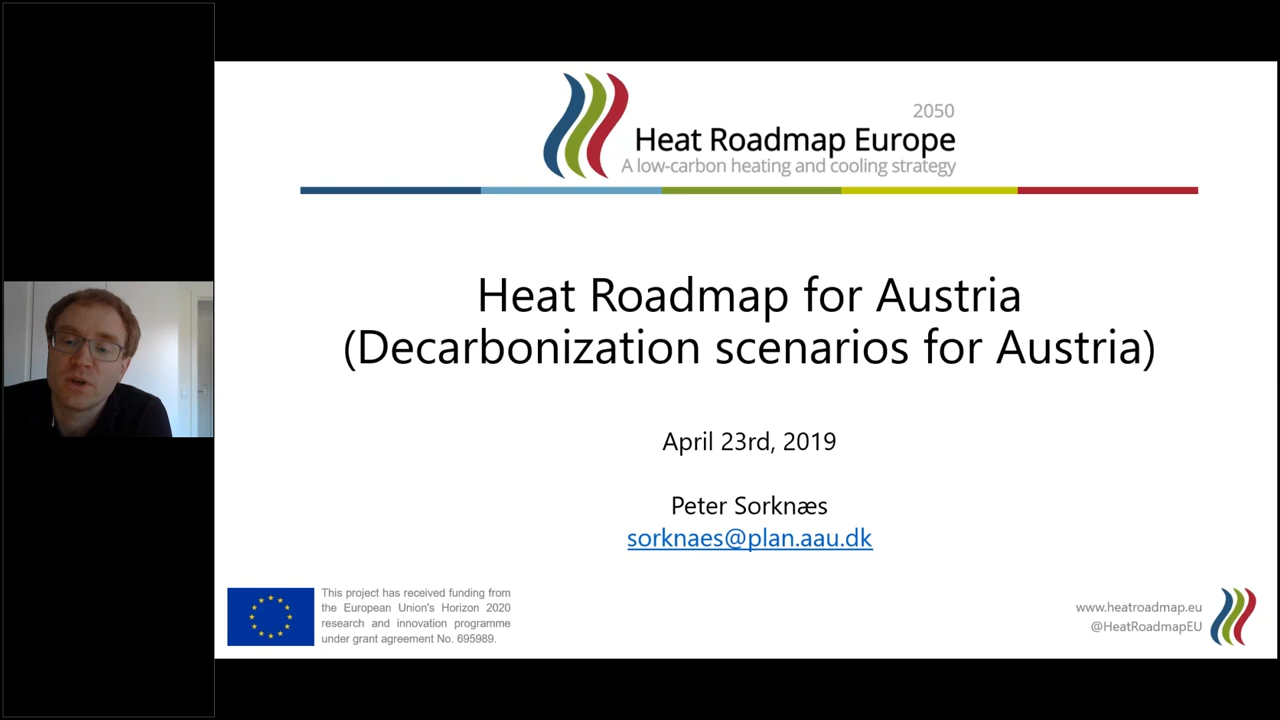 2050
Heat Roadmap Europe
A low-carbon heating and cooling strategy
Heat Roadmap for Austria
(Decarbonization scenarios for Austria)
April 23rd, 2019
Peter Sorknæs
sorknaes@plan.aau.dk
This project has received funding from
the European Union's Horizon 2020
research and innovation programme
under grant agreement No. 695989.
www.heatroadmap.eu
@HeatRoadmapEU